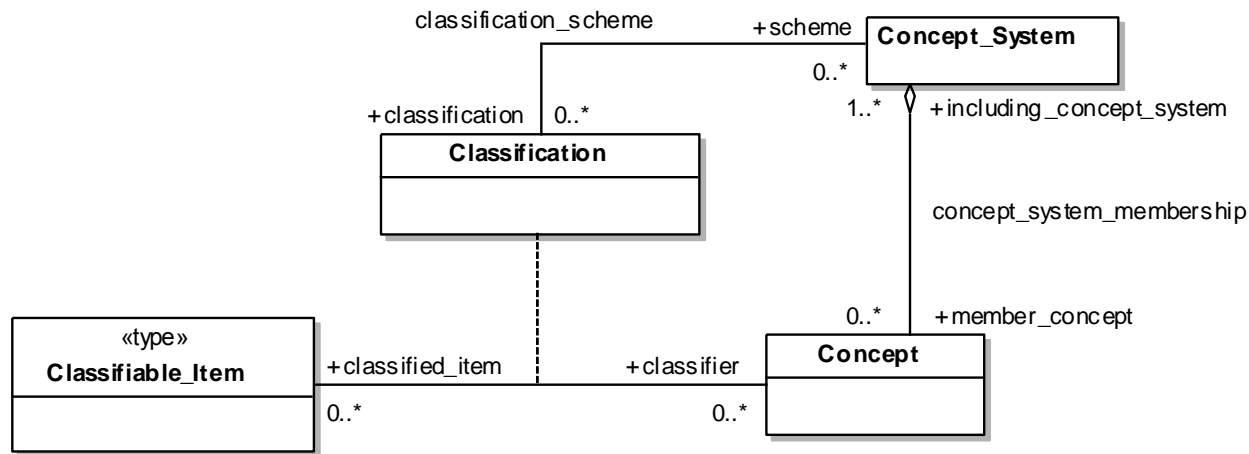 classification_scheme
+scheme
Concept_System
0..*
1..*
+including_concept_system
+classification
0..*
Classification
concept_system_membership
0..*
+member_concept
«type»
Classifiable_Item
+classified_item
0..*
+classifier
0..*
Concept